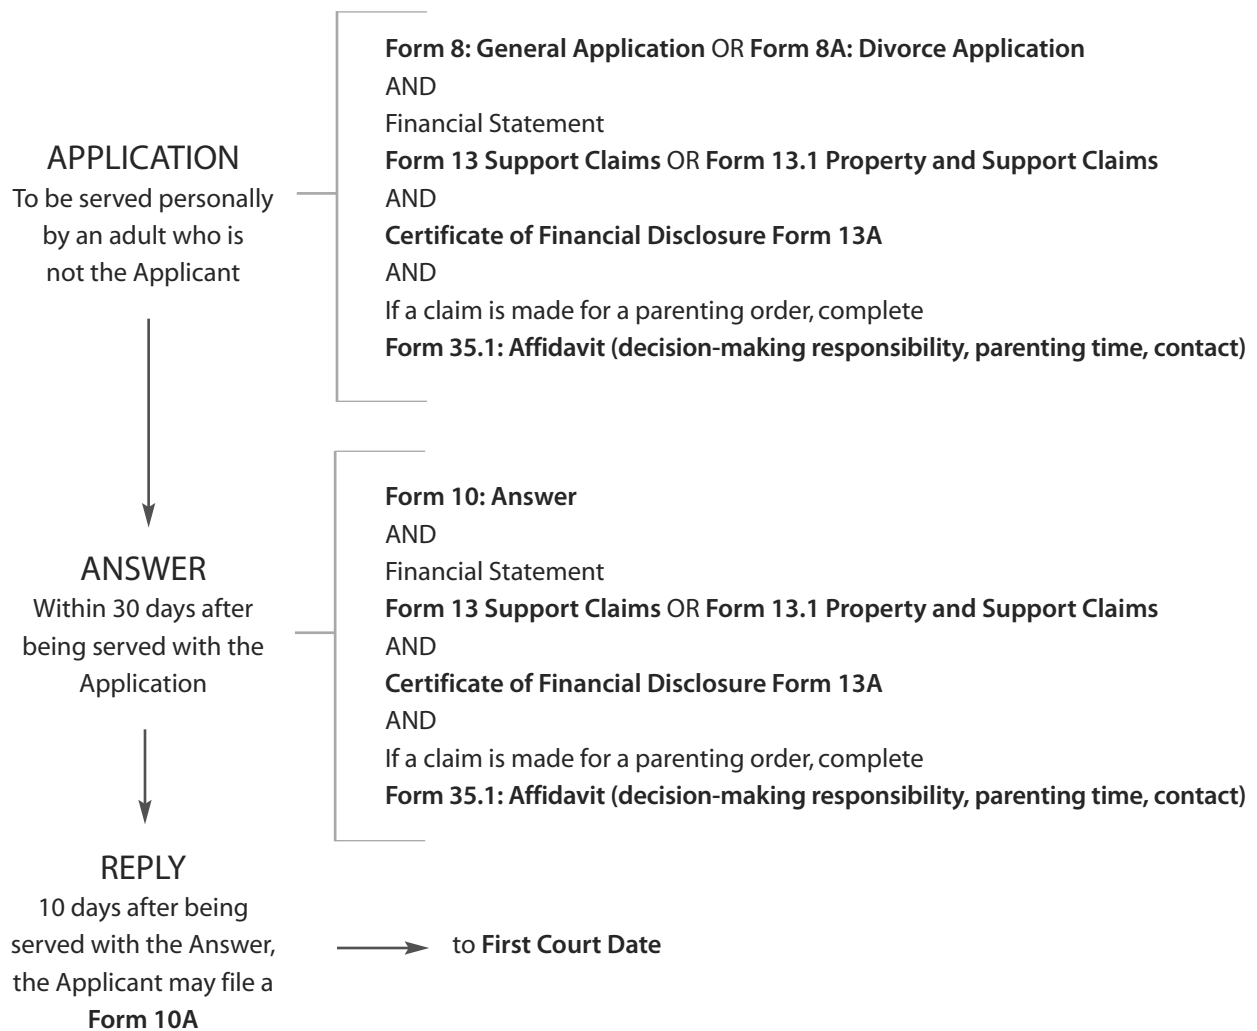 APPLICATION
To be served personally
by an adult who is
not the Applicant
Form 8: General Application OR Form 8A: Divorce Application
AND
Financial Statement
Form 13 Support Claims OR Form 13.1 Property and Support Claims
AND
Certificate of Financial Disclosure Form 13A
AND
If a claim is made for a parenting order, complete
Form 35.1: Affidavit (decision-making responsibility, parenting time, contact)
ANSWER
Within 30 days after
being served with the
Application
Form 10: Answer
AND
Financial Statement
Form 13 Support Claims OR Form 13.1 Property and Support Claims
AND
Certificate of Financial Disclosure Form 13A
AND
If a claim is made for a parenting order, complete
Form 35.1: Affidavit (decision-making responsibility, parenting time, contact)
REPLY
10 days after being
served with the Answer,
the Applicant may file a
Form 10A
to First Court Date